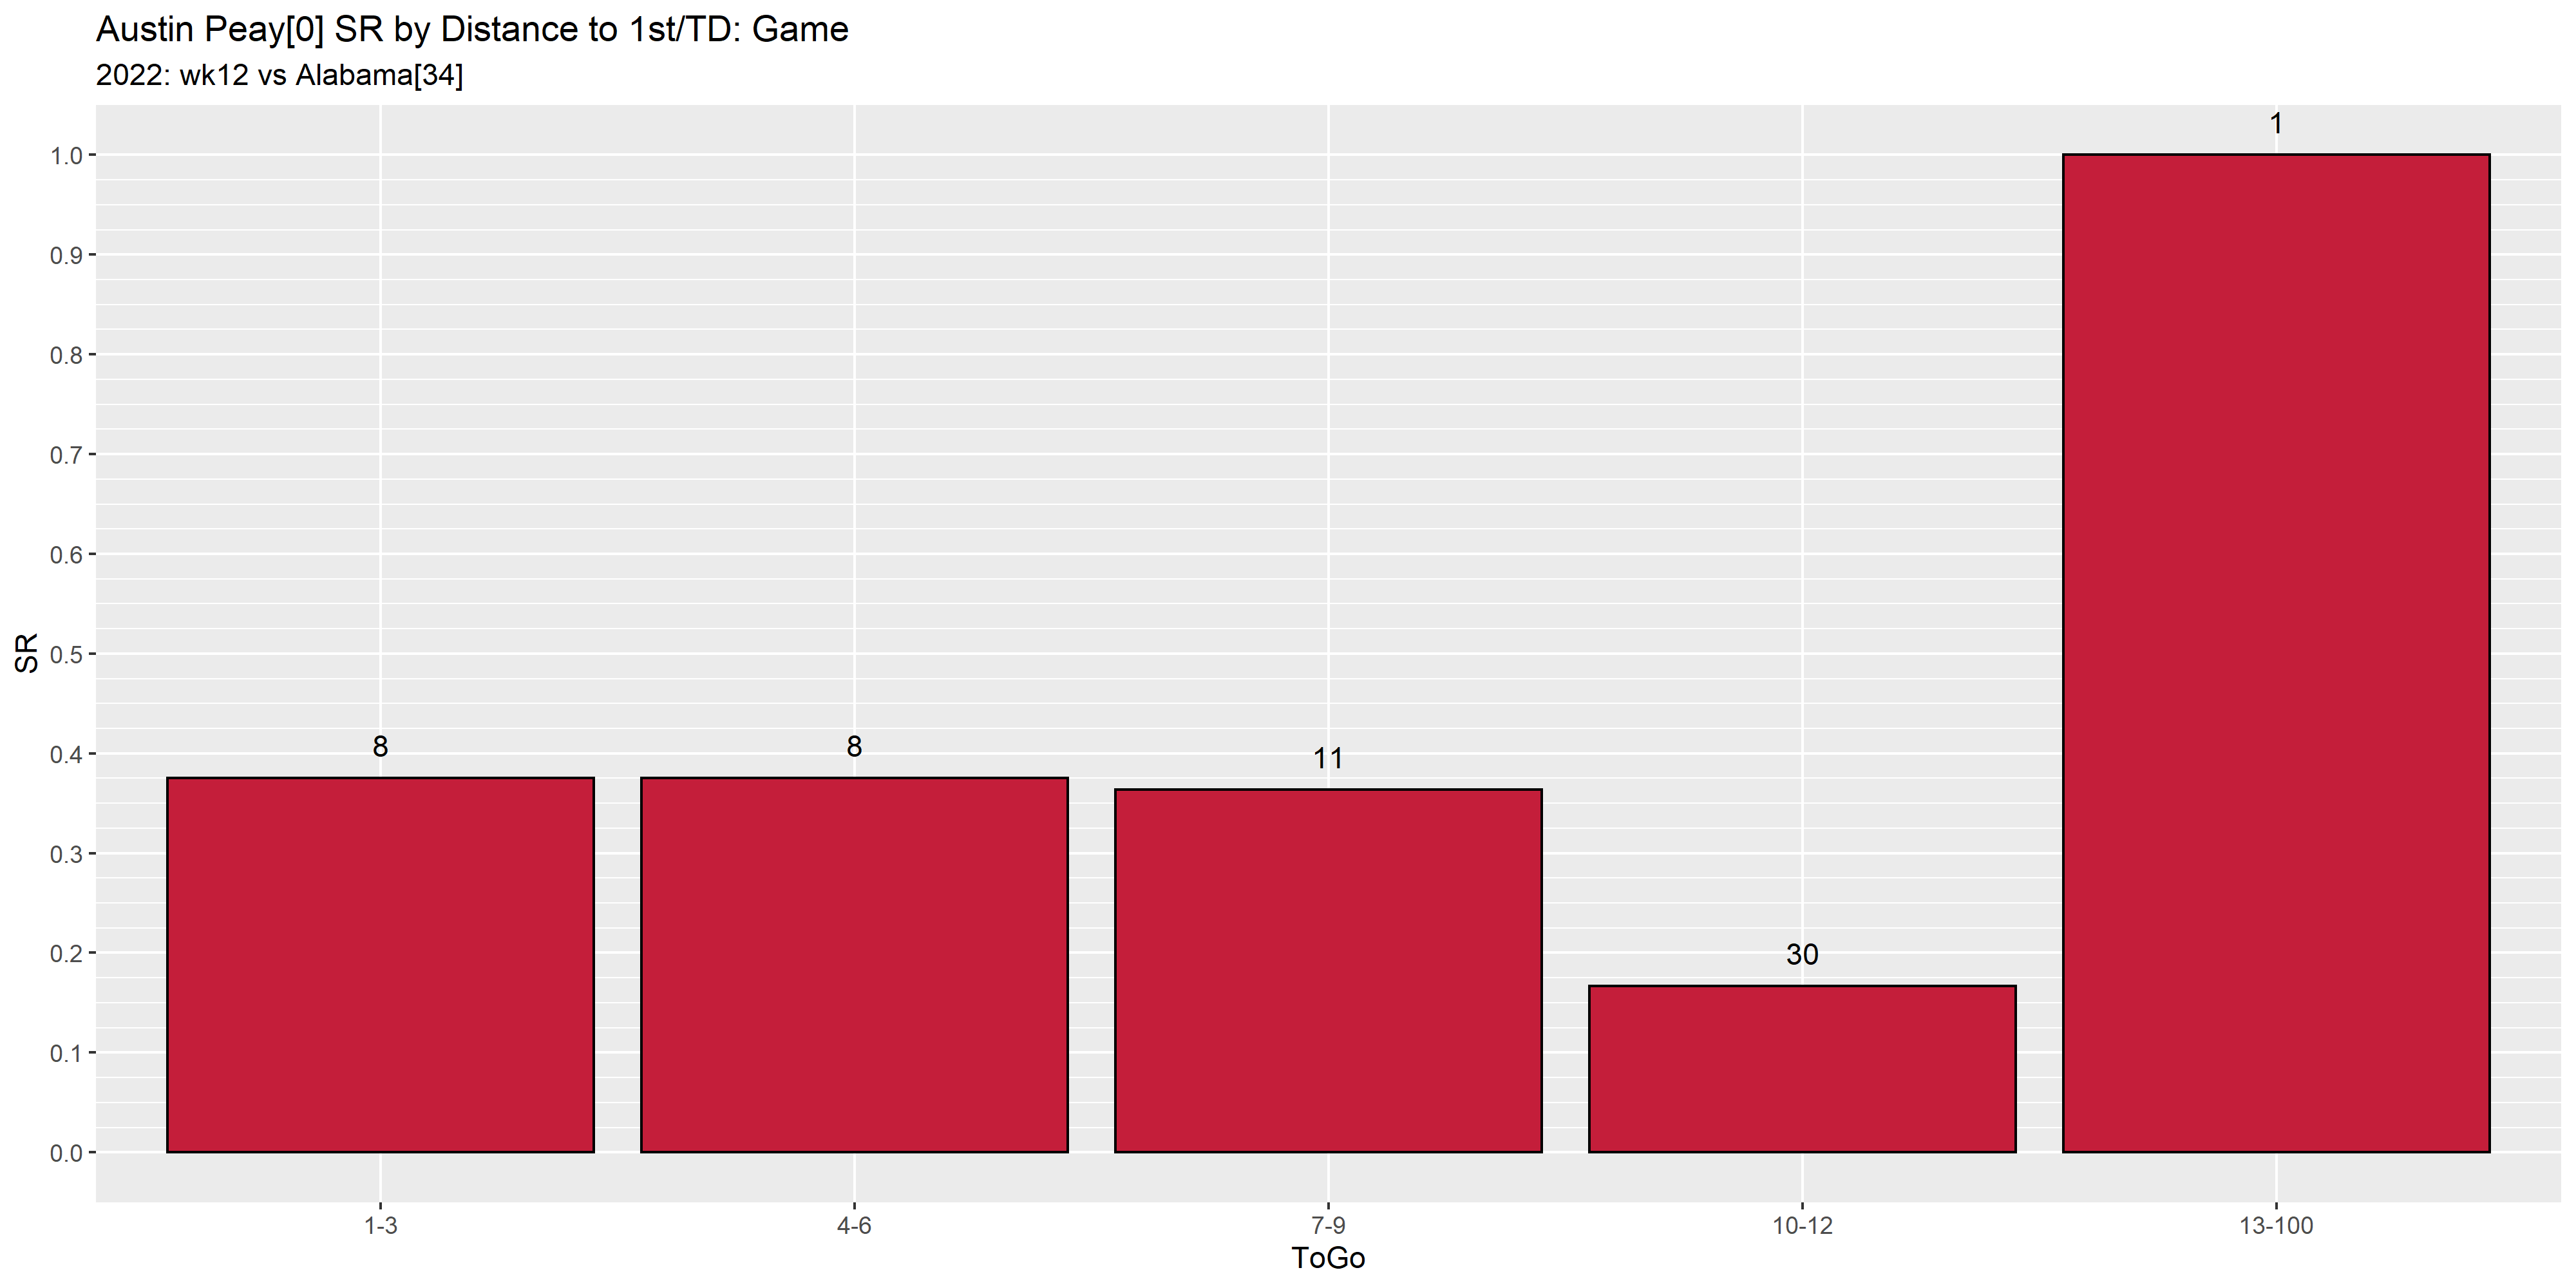 Austin Peay[0] SR by Distance to 1st/TD: Game
2022: wk12 vs Alabama[34]
1
1.0
0.9
0.8
0.7
0.6
0.5
SR
8 8 11
0.4
0.3
30
0.2
0.1
0.0
1-3 4-6 7-9 10-12 13-100
ToGo